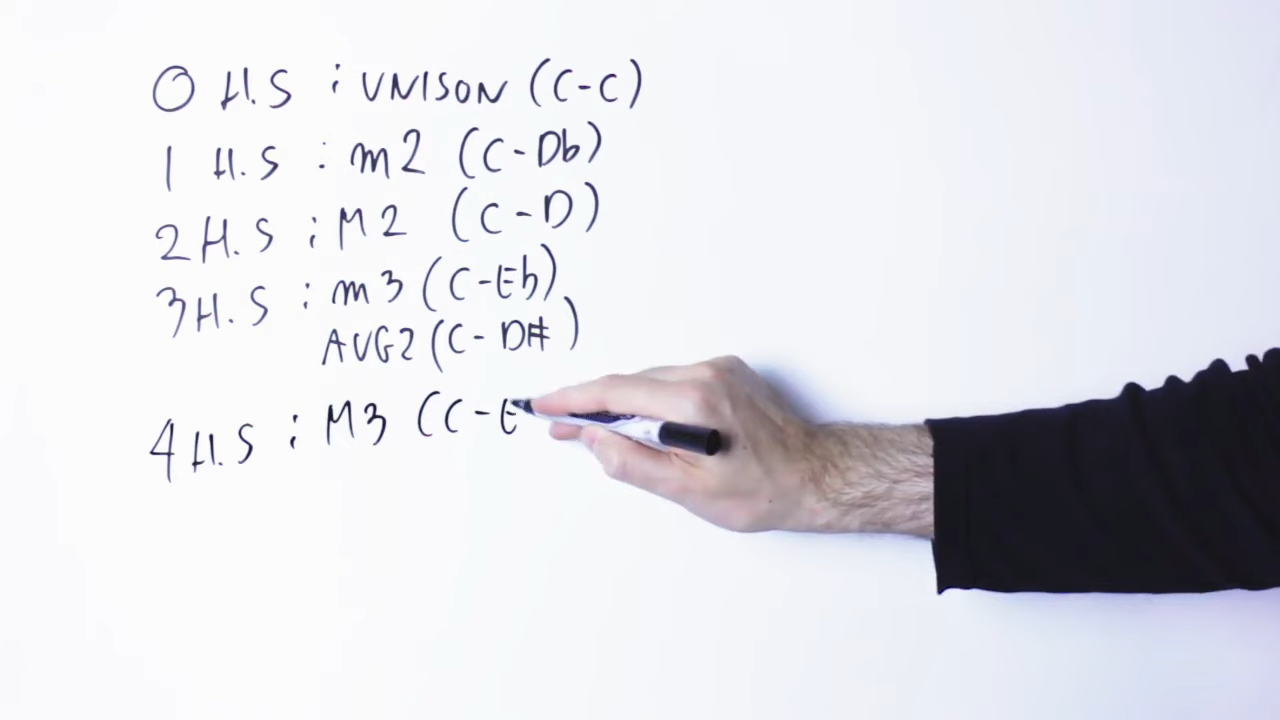 0 H.S : UNISON (C-C)
1 H.S : m2 (C-Db)
2 H.S : M2 (C-D)
3 H.S : m3 (C-Eb)
AUG2 (C-D#)
4 H.S : M3 (C-E